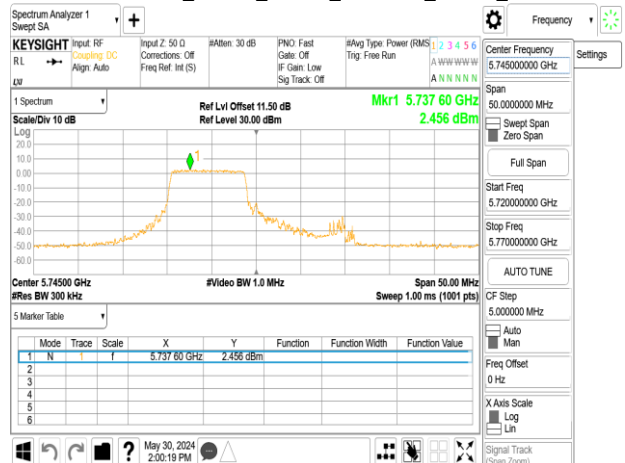 Spectrum Analyzer 1
Swept SA
+
Frequency
KEYSIGHT
RL
LXI
Input: RF
Coupling: DC
Align: Auto
Input Z: 50 Ω
Corrections: Off
Freq Ref: Int (S)
#Atten: 30 dB
PNO: Fast
Gate: Off
IF Gain: Low
Sig Track: Off
#Avg Type: Power (RMS
Trig: Free Run
1 2 3 4 5 6
A W W W W W
A N N N N N
Center Frequency
5.745000000 GHz
Settings
Span
50.0000000 MHz
Swept Span
Zero Span
Full Span
Start Freq
5.720000000 GHz
Stop Freq
5.770000000 GHz
AUTO TUNE
CF Step
5.000000 MHz
Auto
Man
Freq Offset
0 Hz
X Axis Scale
Log
Lin
Signal Track
(Span Zoom)
1 Spectrum
Scale/Div 10 dB
Ref Lvl Offset 11.50 dB
Ref Level 30.00 dBm
Mkr1 5.737 60 GHz
2.456 dBm
Log
20.0
10.0
0.00
-10.0
-20.0
-30.0
-40.0
-50.0
-60.0
1
Center 5.74500 GHz
#Res BW 300 kHz
#Video BW 1.0 MHz
Span 50.00 MHz
Sweep 1.00 ms (1001 pts)
5 Marker Table
Mode Trace Scale X Y Function Function Width Function Value
1 N 1 f 5.737 60 GHz 2.456 dBm
2
3
4
5
6
?
May 30, 2024
2:00:19 PM